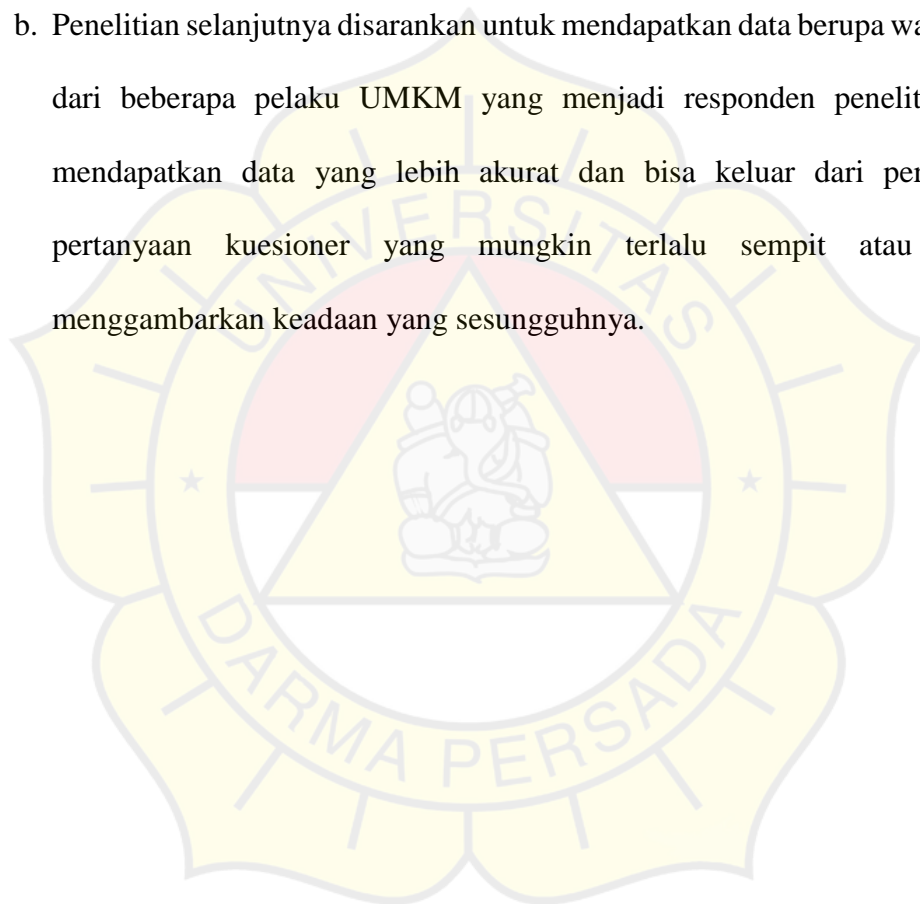 b. Penelitian selanjutnya disarankan untuk mendapatkan data berupa wa
dari beberapa pelaku UMKM yang menjadi responden penelit
mendapatkan data yang lebih akurat dan bisa keluar dari per
pertanyaan kuesioner yang mungkin terlalu sempit atau
menggambarkan keadaan yang sesungguhnya.
UNIVERSITAS
DARMA PERSADA